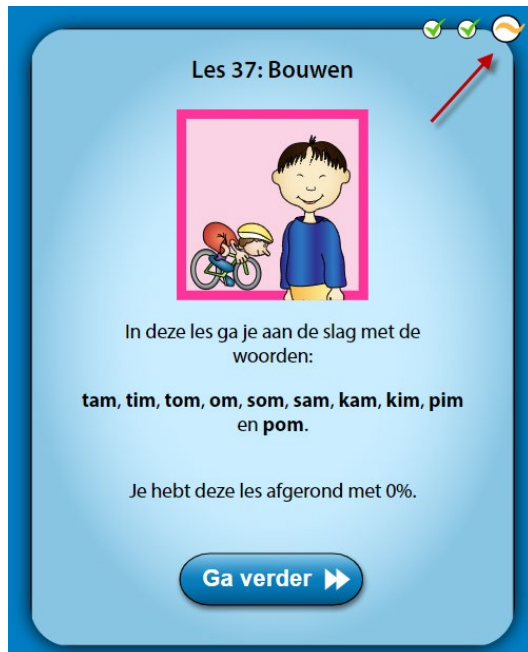 Les 37: Bouwen
In deze les ga je aan de slag met de
woorden:
tam, tim, tom, om, som, sam, kam, kim, pim
en pom.
Je hebt deze les afgerond met 0%.
Ga verder